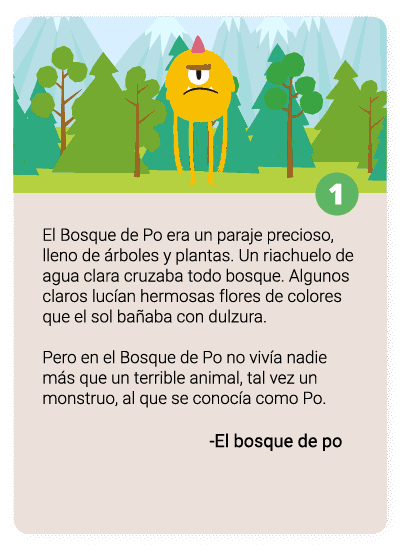 1
El Bosque de Po era un paraje precioso,
lleno de árboles y plantas. Un riachuelo de
agua clara cruzaba todo bosque. Algunos
claros lucían hermosas flores de colores
que el sol bañaba con dulzura.
Pero en el Bosque de Po no vivía nadie
más que un terrible animal, tal vez un
monstruo, al que se conocía como Po.
-El bosque de po